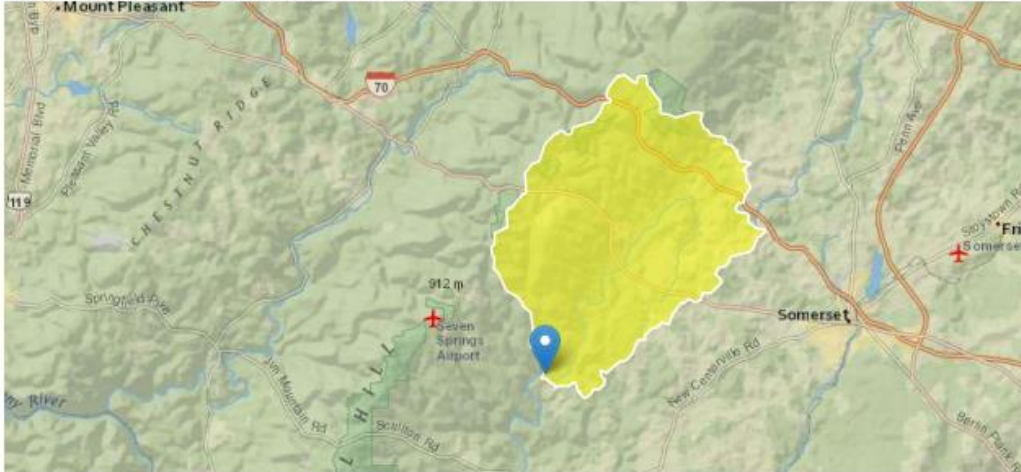 Mount Pleasant
70
CHESTNUT RIDGE
Memorial Blvd
Pleasant Valley Rd
119
Penn Ave
Stoystown R
Fri
Somerset
912 m
Seven
Springs
Airport
Springfield Pike
Somerset
New Centerville Rd
Jim Mountain Rd
Scullton Rd
River
L HILL
Berlin Plank